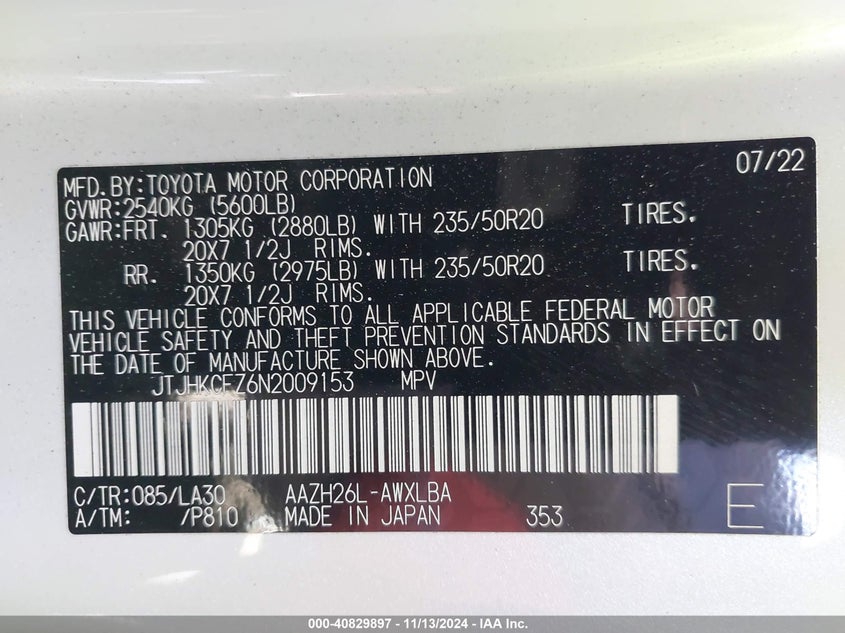 07/22
MFD.BY:TOYOTA MOTOR CORPORATION
GVWR:2540KG (5600LB)
GAWR:FRT. 1305KG (2880LB) WITH 235/50R20 TIRES.
20X7 1/2J RIMS.
RR. 1350KG (2975LB) WITH 235/50R20 TIRES.
20X7 1/2J RIMS.
THIS VEHICLE CONFORMS TO ALL APPLICABLE FEDERAL MOTOR
VEHICLE SAFETY AND THEFT PREVENTION STANDARDS IN EFFECT ON
THE DATE OF MANUFACTURE SHOWN ABOVE.
JTJHKCFZ6N2009153 MPV
C/TR:085/LA30 AAZH26L-AWXLBA
A/TM: /P810 MADE IN JAPAN 353 E
000-40829897 - 11/13/2024 - IAA Inc.